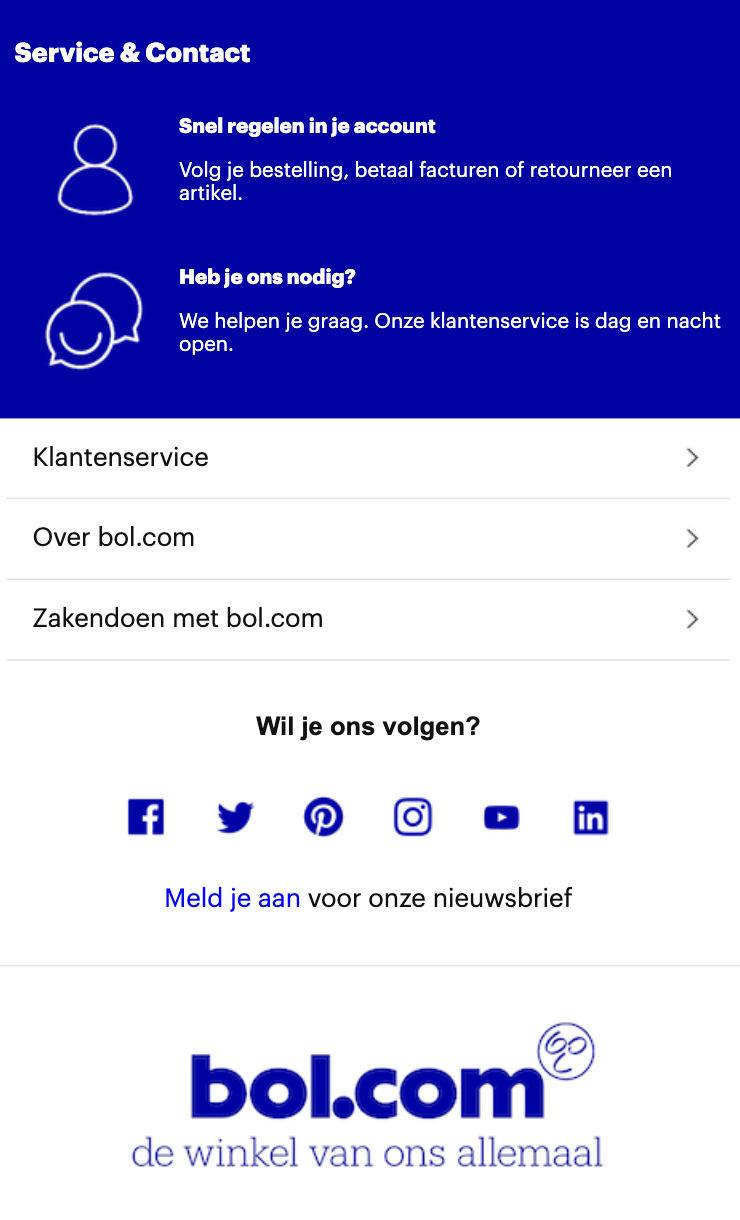 Service & Contact
Snel regelen in je account
Volg je bestelling, betaal facturen of retourneer een
artikel.
Heb je ons nodig?
We helpen je graag. Onze klantenservice is dag en nacht
open.
Klantenservice
Over bol.com
Zakendoen met bol.com
Wil je ons volgen?
Meld je aan voor onze nieuwsbrief
bol.com
de winkel van ons allemaal